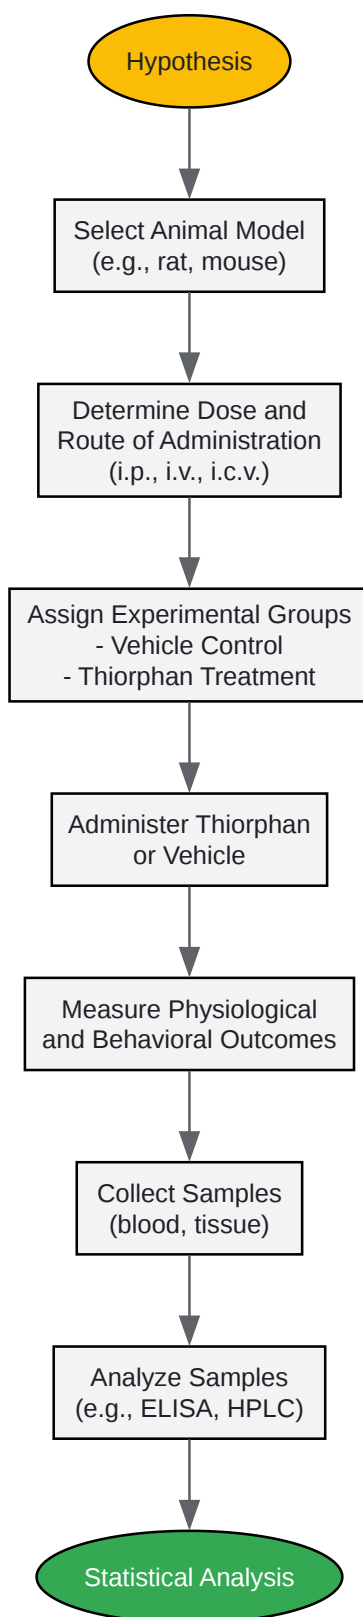 Hypothesis
Select Animal Model
(e.g., rat, mouse)
Determine Dose and
Route of Administration
(i.p., i.v., i.c.v.)
Assign Experimental Groups
- Vehicle Control
- Thiorphan Treatment
Administer Thiorphan
or Vehicle
Measure Physiological
and Behavioral Outcomes
Collect Samples
(blood, tissue)
Analyze Samples
(e.g., ELISA, HPLC)
Statistical Analysis